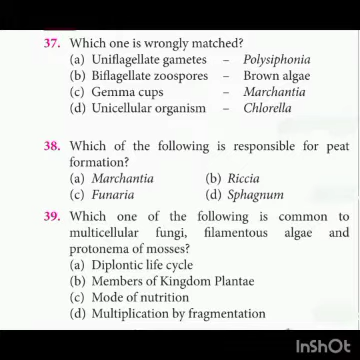 37. Which one is wrongly matched?
(a) Uniflagellate gametes – Polysiphonia
(b) Biflagellate zoospores – Brown algae
(c) Gemma cups – Marchantia
(d) Unicellular organism – Chlorella
38. Which of the following is responsible for peat
formation?
(a) Marchantia (b) Riccia
(c) Funaria (d) Sphagnum
39. Which one of the following is common to
multicellular fungi, filamentous algae and
protonema of mosses?
(a) Diplontic life cycle
(b) Members of Kingdom Plantae
(c) Mode of nutrition
(d) Multiplication by fragmentation
InShOt